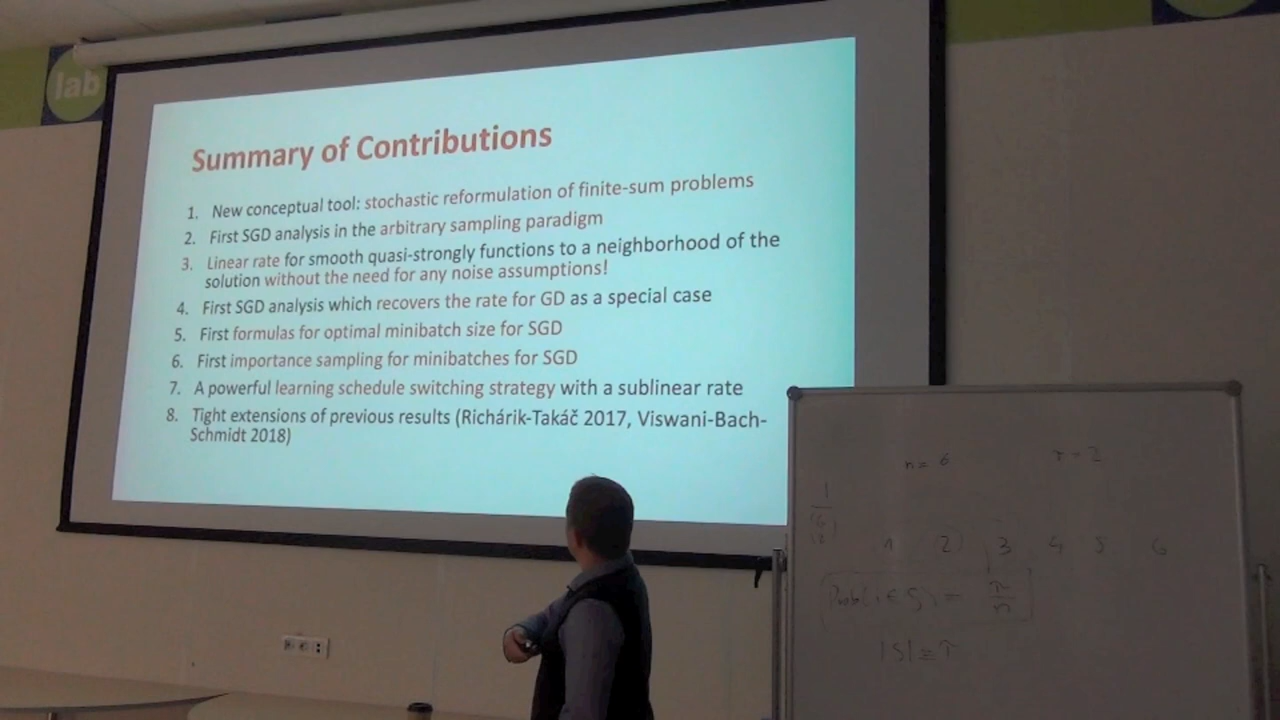 lab
Summary of Contributions
1. New conceptual tool: stochastic reformulation of finite-sum problems
2. First SGD analysis in the arbitrary sampling paradigm
3. Linear rate for smooth quasi-strongly functions to a neighborhood of the
solution without the need for any noise assumptions!
4. First SGD analysis which recovers the rate for GD as a special case
5. First formulas for optimal minibatch size for SGD
6. First importance sampling for minibatches for SGD
7. A powerful learning schedule switching strategy with a sublinear rate
8. Tight extensions of previous results (Richárik-Takáč 2017, Viswani-Bach-
Schmidt 2018)
n = 6 τ = 2
1 2 3 4 5 6
|S| ≡ τ